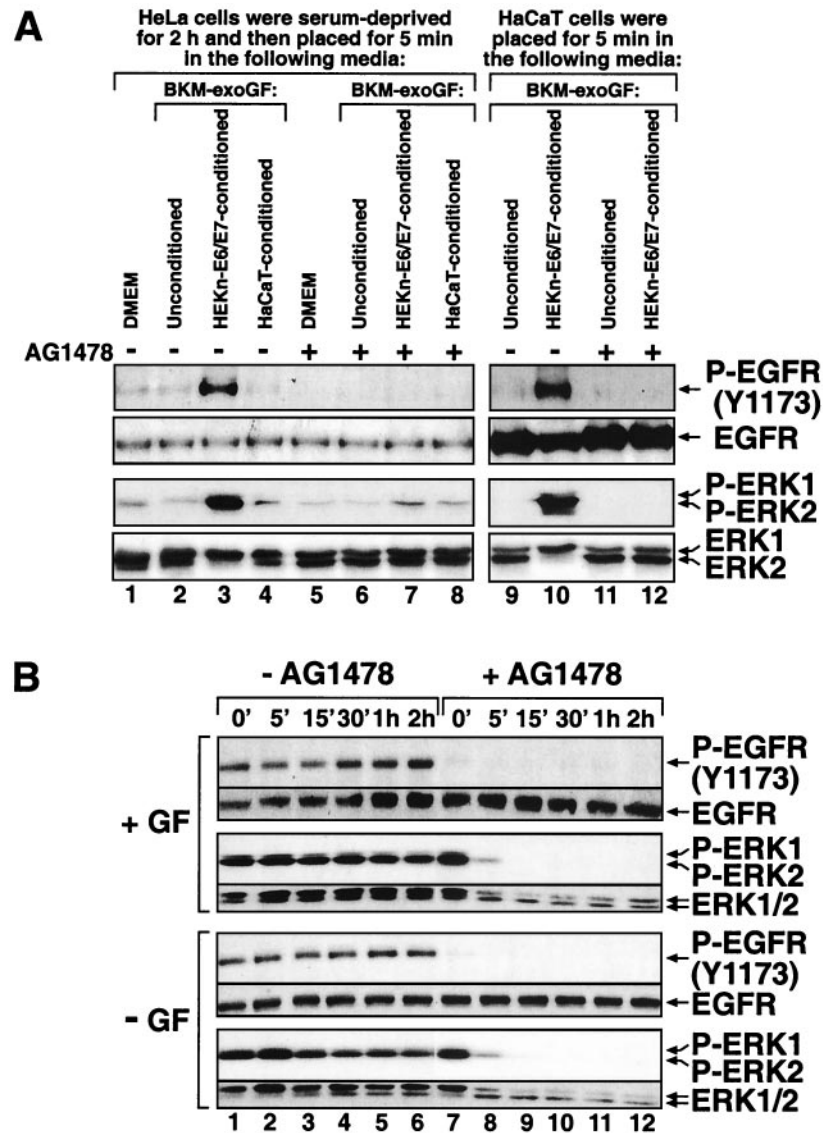 A
HeLa cells were serum-deprived
for 2 h and then placed for 5 min
in the following media:
HaCaT cells were
placed for 5 min in
the following media:
BKM-exoGF:
BKM-exoGF:
BKM-exoGF:
DMEM
Unconditioned
HEKn-E6/E7-conditioned
HaCaT-conditioned
DMEM
Unconditioned
HEKn-E6/E7-conditioned
HaCaT-conditioned
Unconditioned
HEKn-E6/E7-conditioned
Unconditioned
HEKn-E6/E7-conditioned
AG1478 - - - - + + + + - - + +
P-EGFR
(Y1173)
EGFR
P-ERK1
P-ERK2
ERK1
ERK2
1 2 3 4 5 6 7 8 9 10 11 12
B
- AG1478 + AG1478
0' 5' 15' 30' 1h 2h 0' 5' 15' 30' 1h 2h
+ GF
P-EGFR
(Y1173)
EGFR
P-ERK1
P-ERK2
ERK1/2
- GF
P-EGFR
(Y1173)
EGFR
P-ERK1
P-ERK2
ERK1/2
1 2 3 4 5 6 7 8 9 10 11 12